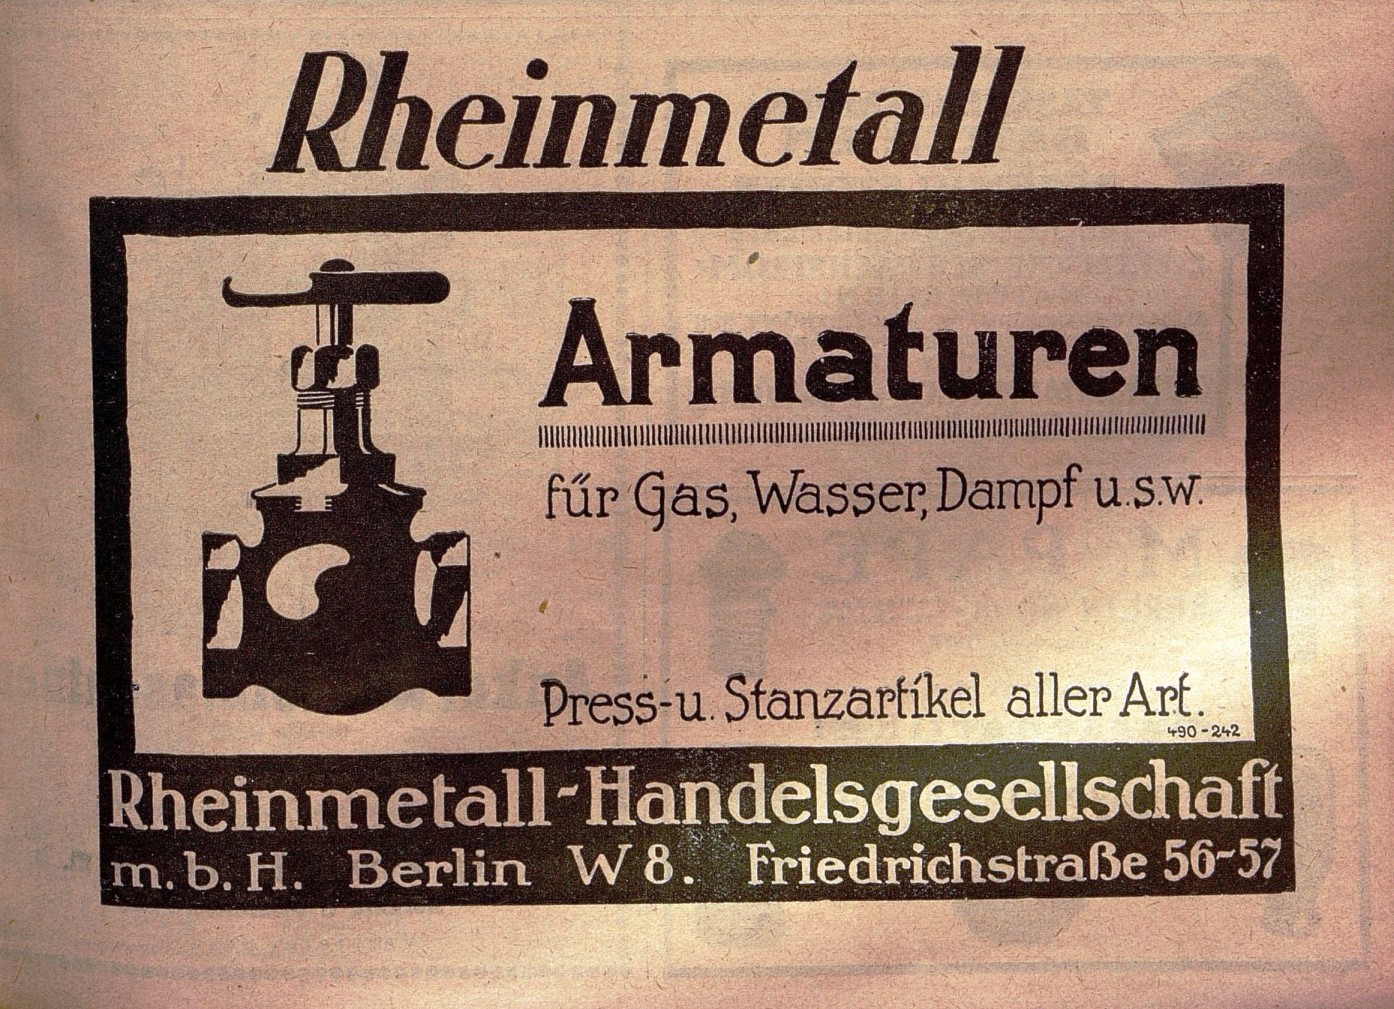 Rheinmetall
Armaturen
für Gas, Wasser, Dampf u.s.w.
Press- u. Stanzartikel aller Art.
490-242
Rheinmetall-Handelsgesellschaft
m.b.H. Berlin W 8. Friedrichstraße 56-57